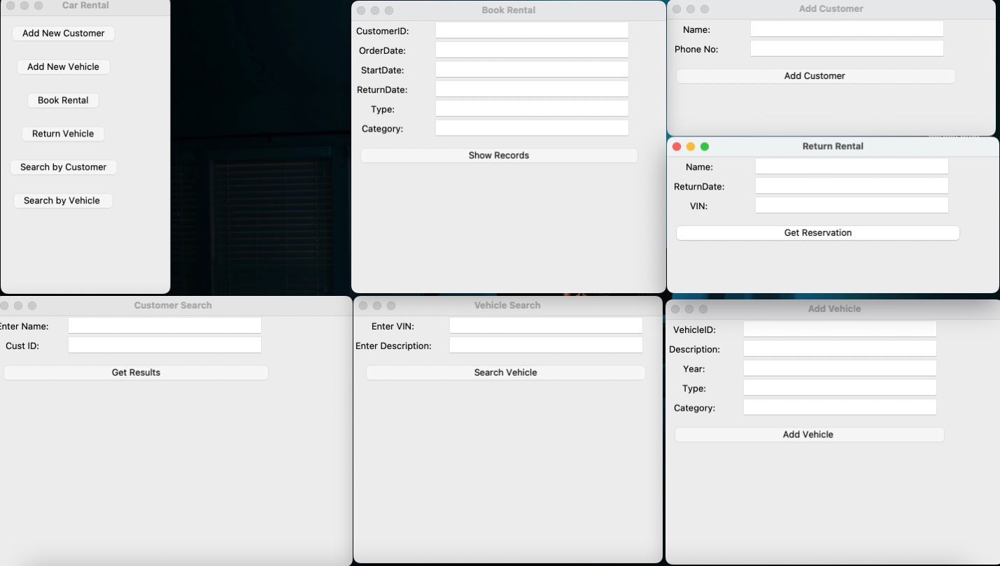 Car Rental
Add New Customer
Add New Vehicle
Book Rental
Return Vehicle
Search by Customer
Search by Vehicle
Book Rental
CustomerID:
OrderDate:
StartDate:
ReturnDate:
Type:
Category:
Show Records
Add Customer
Name:
Phone No:
Add Customer
Return Rental
Name:
ReturnDate:
VIN:
Get Reservation
Customer Search
Enter Name:
Cust ID:
Get Results
Vehicle Search
Enter VIN:
Enter Description:
Search Vehicle
Add Vehicle
VehicleID:
Description:
Year:
Type:
Category:
Add Vehicle